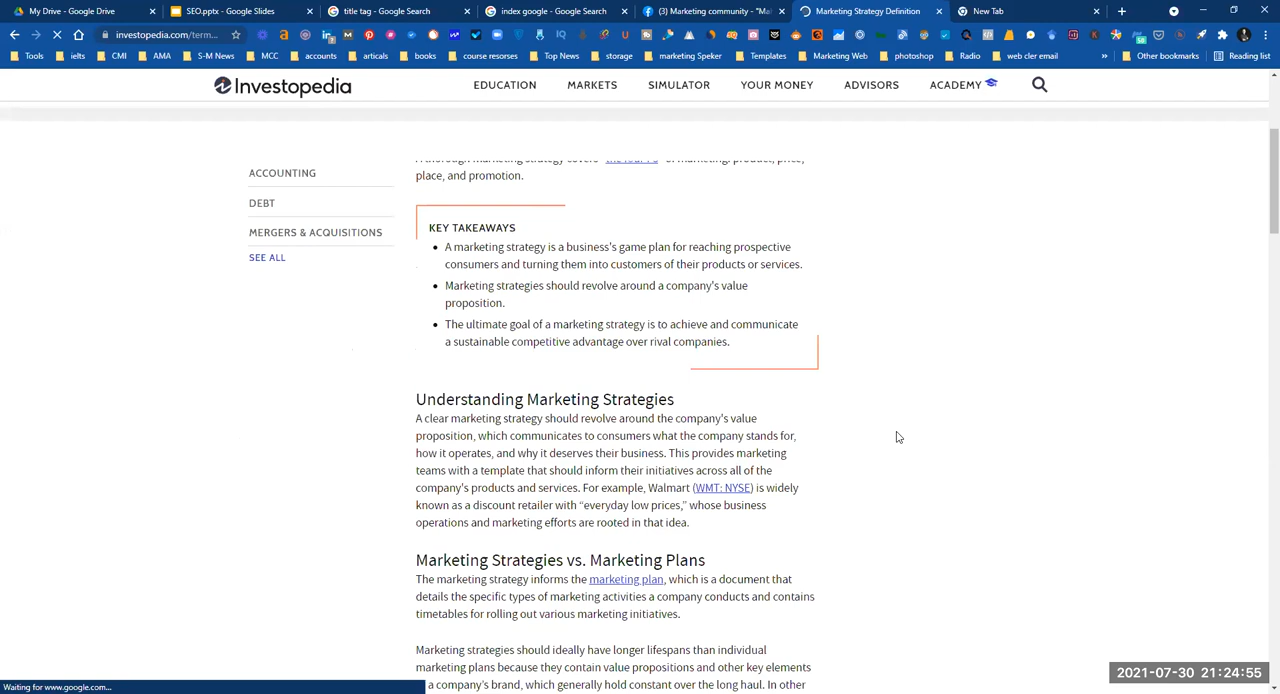 My Drive - Google Drive
SEO.pptx - Google Slides
title tag - Google Search
index google - Google Search
(3) Marketing community - "Ma
Marketing Strategy Definition
New Tab
investopedia.com/term...
Tools
ielts
CMI
AMA
S-M News
MCC
accounts
articals
books
course resorses
Top News
storage
marketing Speker
Templates
Marketing Web
photoshop
Radio
web cler email
Other bookmarks
Reading list
Investopedia
EDUCATION
MARKETS
SIMULATOR
YOUR MONEY
ADVISORS
ACADEMY
ACCOUNTING
DEBT
MERGERS & ACQUISITIONS
SEE ALL
place, and promotion.
KEY TAKEAWAYS
• A marketing strategy is a business's game plan for reaching prospective
consumers and turning them into customers of their products or services.
• Marketing strategies should revolve around a company's value
proposition.
• The ultimate goal of a marketing strategy is to achieve and communicate
a sustainable competitive advantage over rival companies.
Understanding Marketing Strategies
A clear marketing strategy should revolve around the company's value
proposition, which communicates to consumers what the company stands for,
how it operates, and why it deserves their business. This provides marketing
teams with a template that should inform their initiatives across all of the
company's products and services. For example, Walmart (WMT: NYSE) is widely
known as a discount retailer with “everyday low prices,” whose business
operations and marketing efforts are rooted in that idea.
Marketing Strategies vs. Marketing Plans
The marketing strategy informs the marketing plan, which is a document that
details the specific types of marketing activities a company conducts and contains
timetables for rolling out various marketing initiatives.
Marketing strategies should ideally have longer lifespans than individual
marketing plans because they contain value propositions and other key elements
a company's brand, which generally hold constant over the long haul. In other
Waiting for www.google.com...
2021-07-30 21:24:55